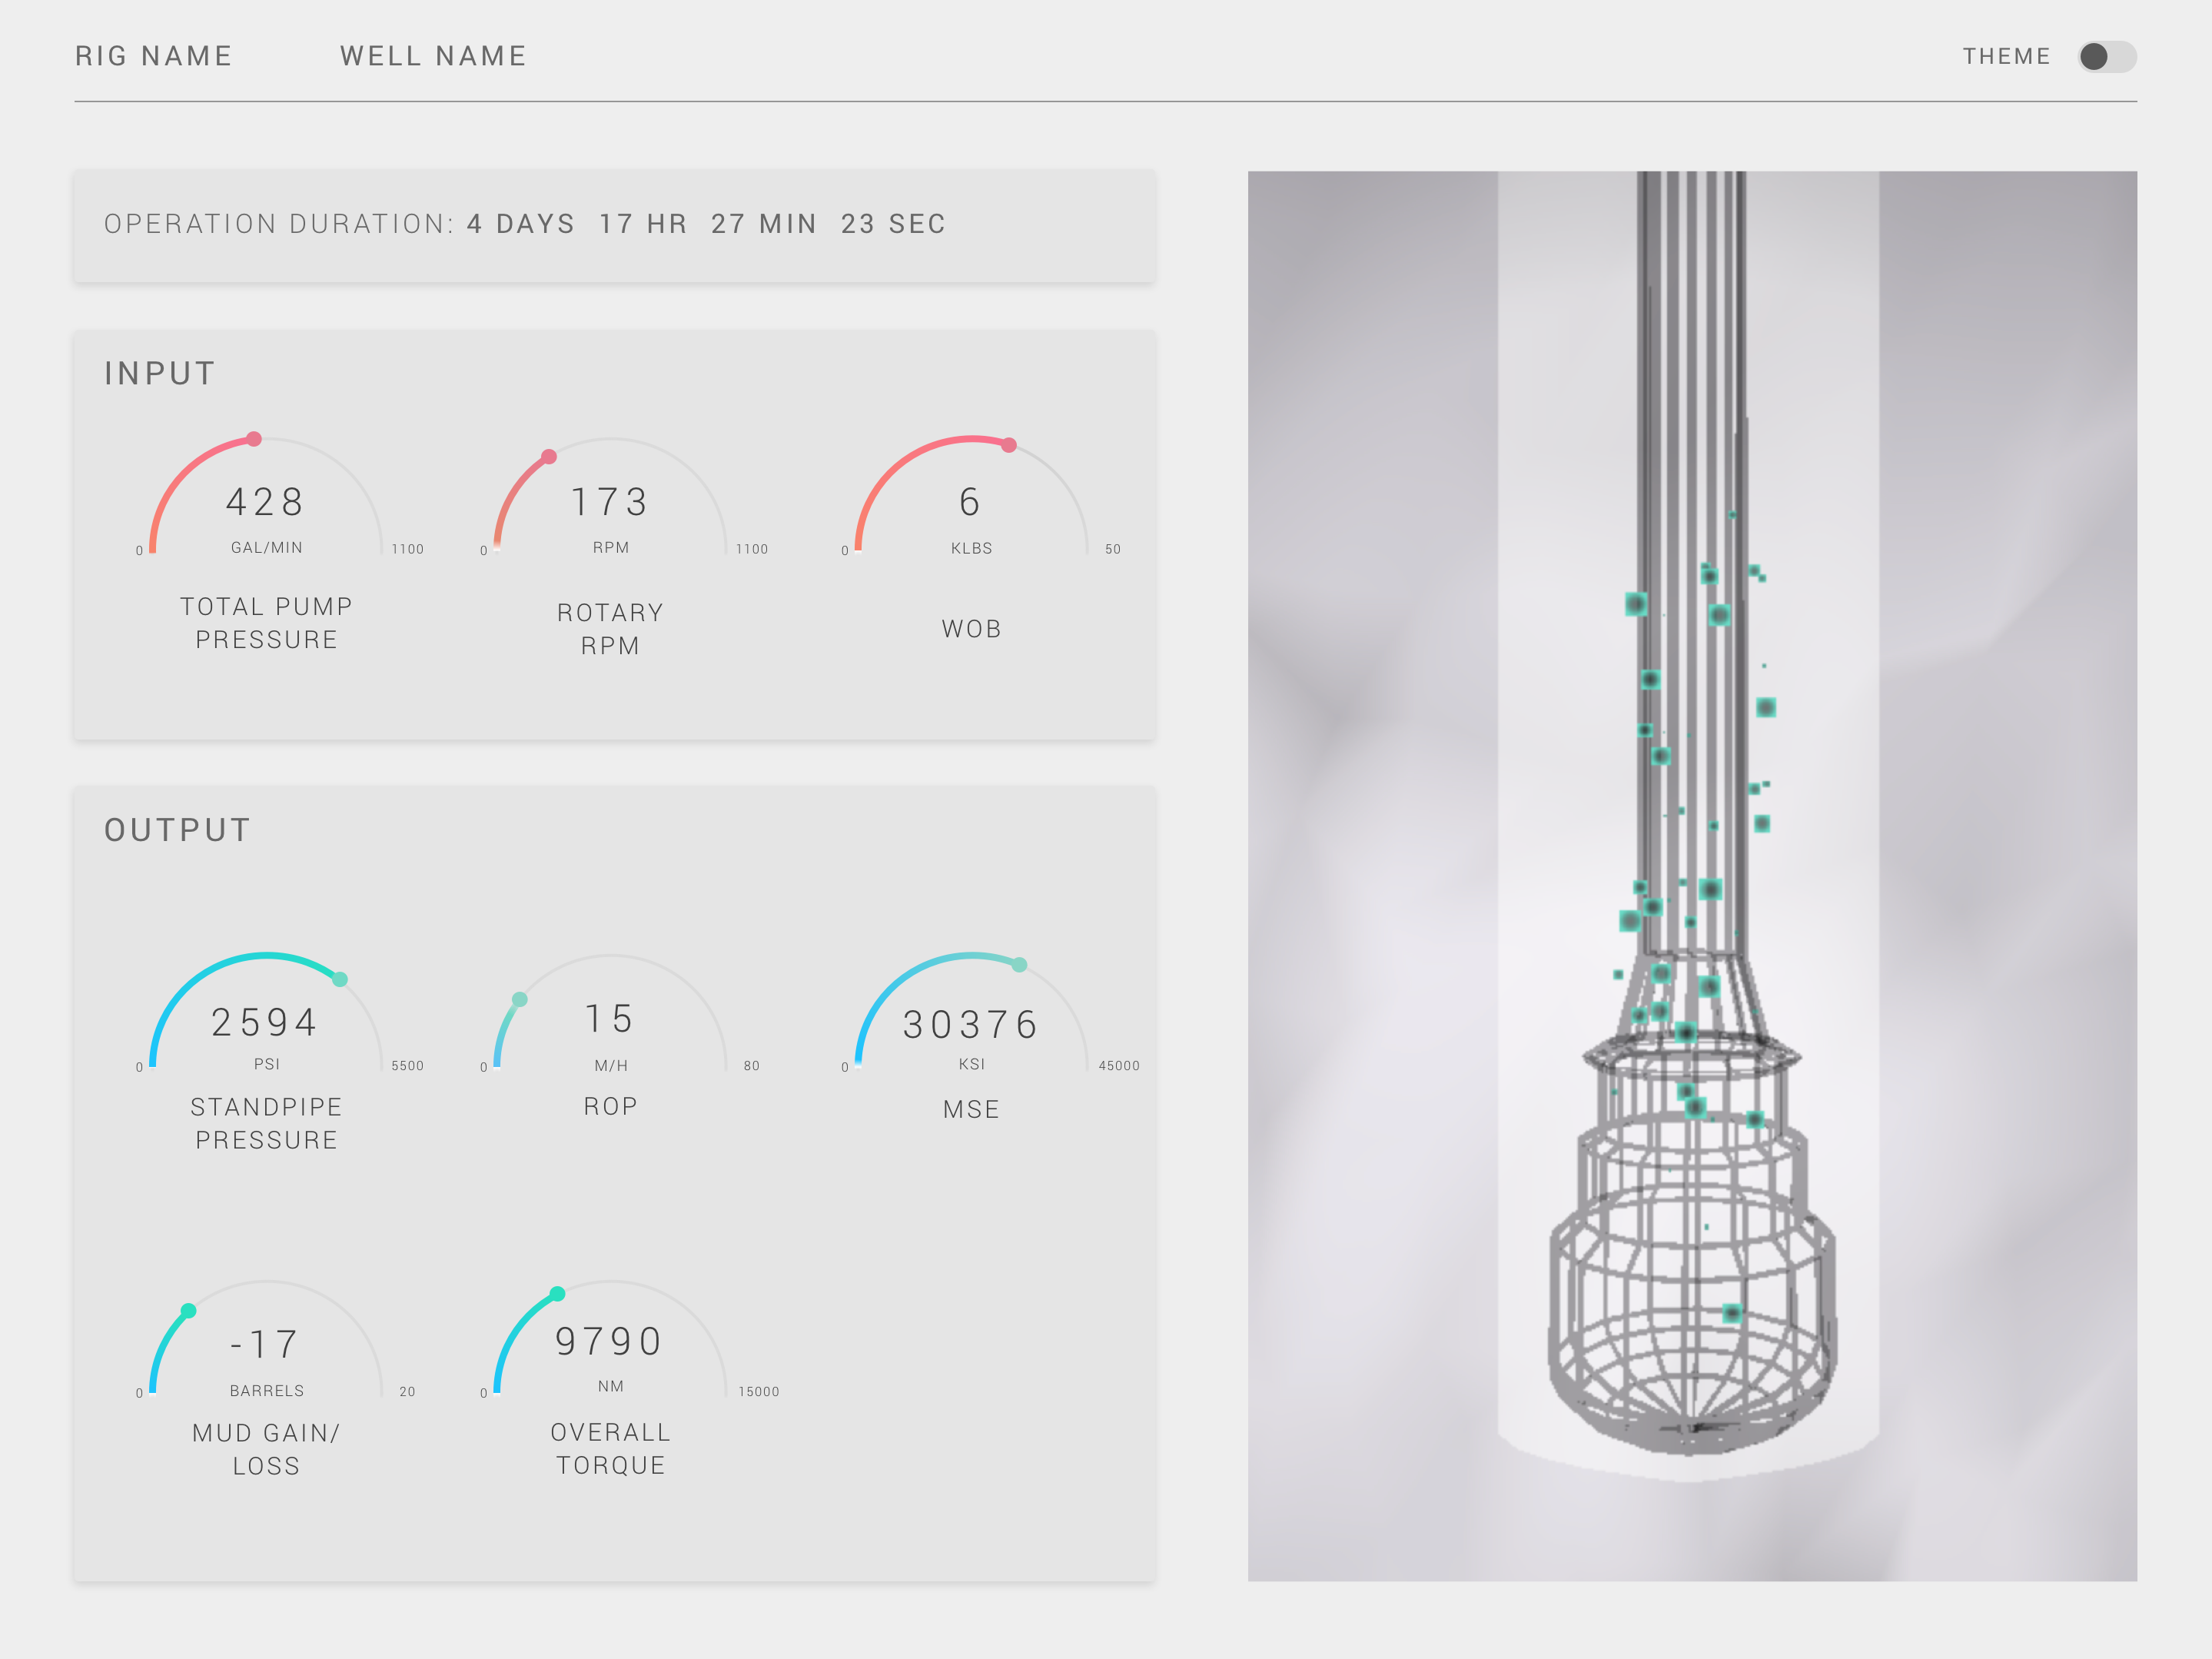 RIG NAME WELL NAME THEME
OPERATION DURATION: 4 DAYS 17 HR 27 MIN 23 SEC
INPUT
428
GAL/MIN
0 1100
TOTAL PUMP
PRESSURE
173
RPM
0 1100
ROTARY
RPM
6
KLBS
0 50
WOB
OUTPUT
2594
PSI
0 5500
STANDPIPE
PRESSURE
15
M/H
0 80
ROP
30376
KSI
0 45000
MSE
-17
BARRELS
0 20
MUD GAIN/
LOSS
9790
NM
0 15000
OVERALL
TORQUE